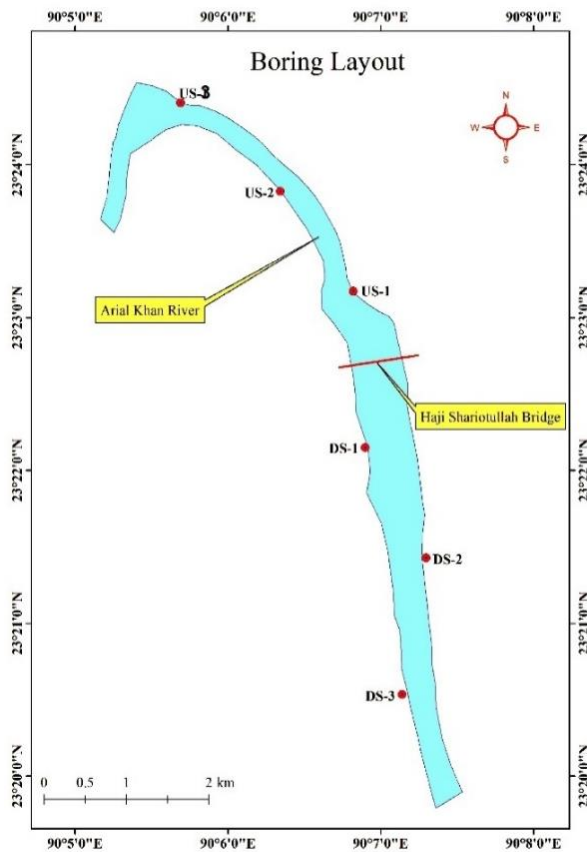 90°5'0"E 90°6'0"E 90°7'0"E 90°8'0"E
Boring Layout
N
W E
S
US-3
US-2
US-1
Arial Khan River
Haji Shariotullah Bridge
DS-1
DS-2
DS-3
0 0.5 1 2 km
23°24'0"N
23°23'0"N
23°22'0"N
23°21'0"N
23°20'0"N
23°24'0"N
23°23'0"N
23°22'0"N
23°21'0"N
23°20'0"N
90°5'0"E 90°6'0"E 90°7'0"E 90°8'0"E